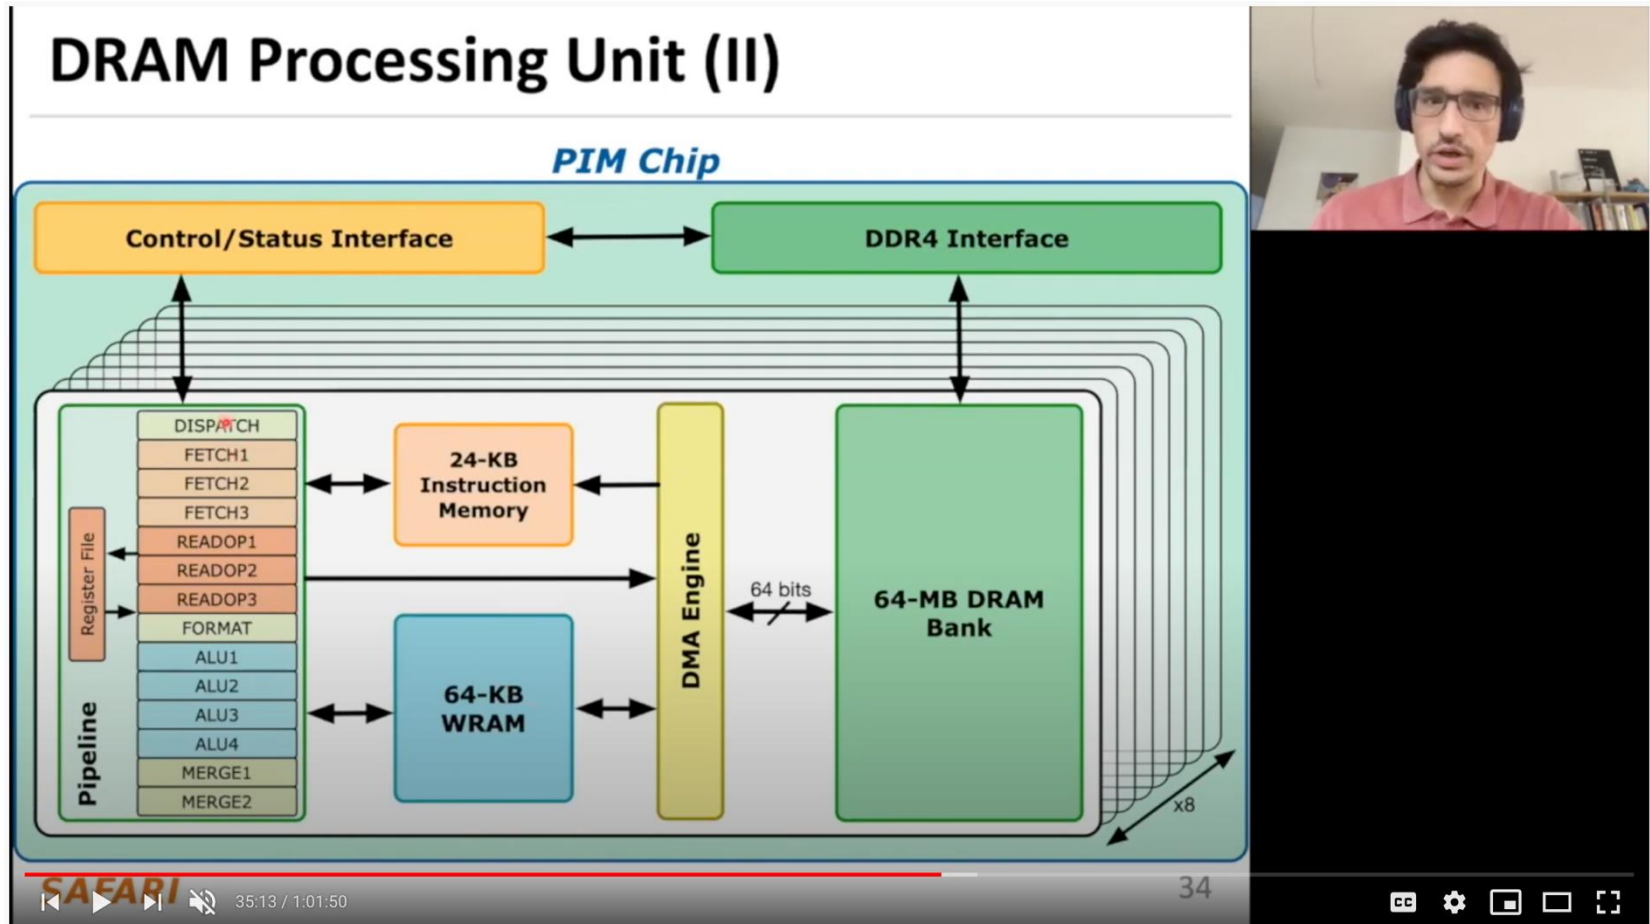 DRAM Processing Unit (II)
PIM Chip
Control/Status Interface
DDR4 Interface
DISPATCH
FETCH1
FETCH2
FETCH3
READOP1
READOP2
READOP3
FORMAT
ALU1
ALU2
ALU3
ALU4
MERGE1
MERGE2
Register File
Pipeline
24-KB
Instruction
Memory
64-KB
WRAM
DMA Engine
64 bits
64-MB DRAM
Bank
x8
SAFARI
34
35:13 / 1:01:50
CC